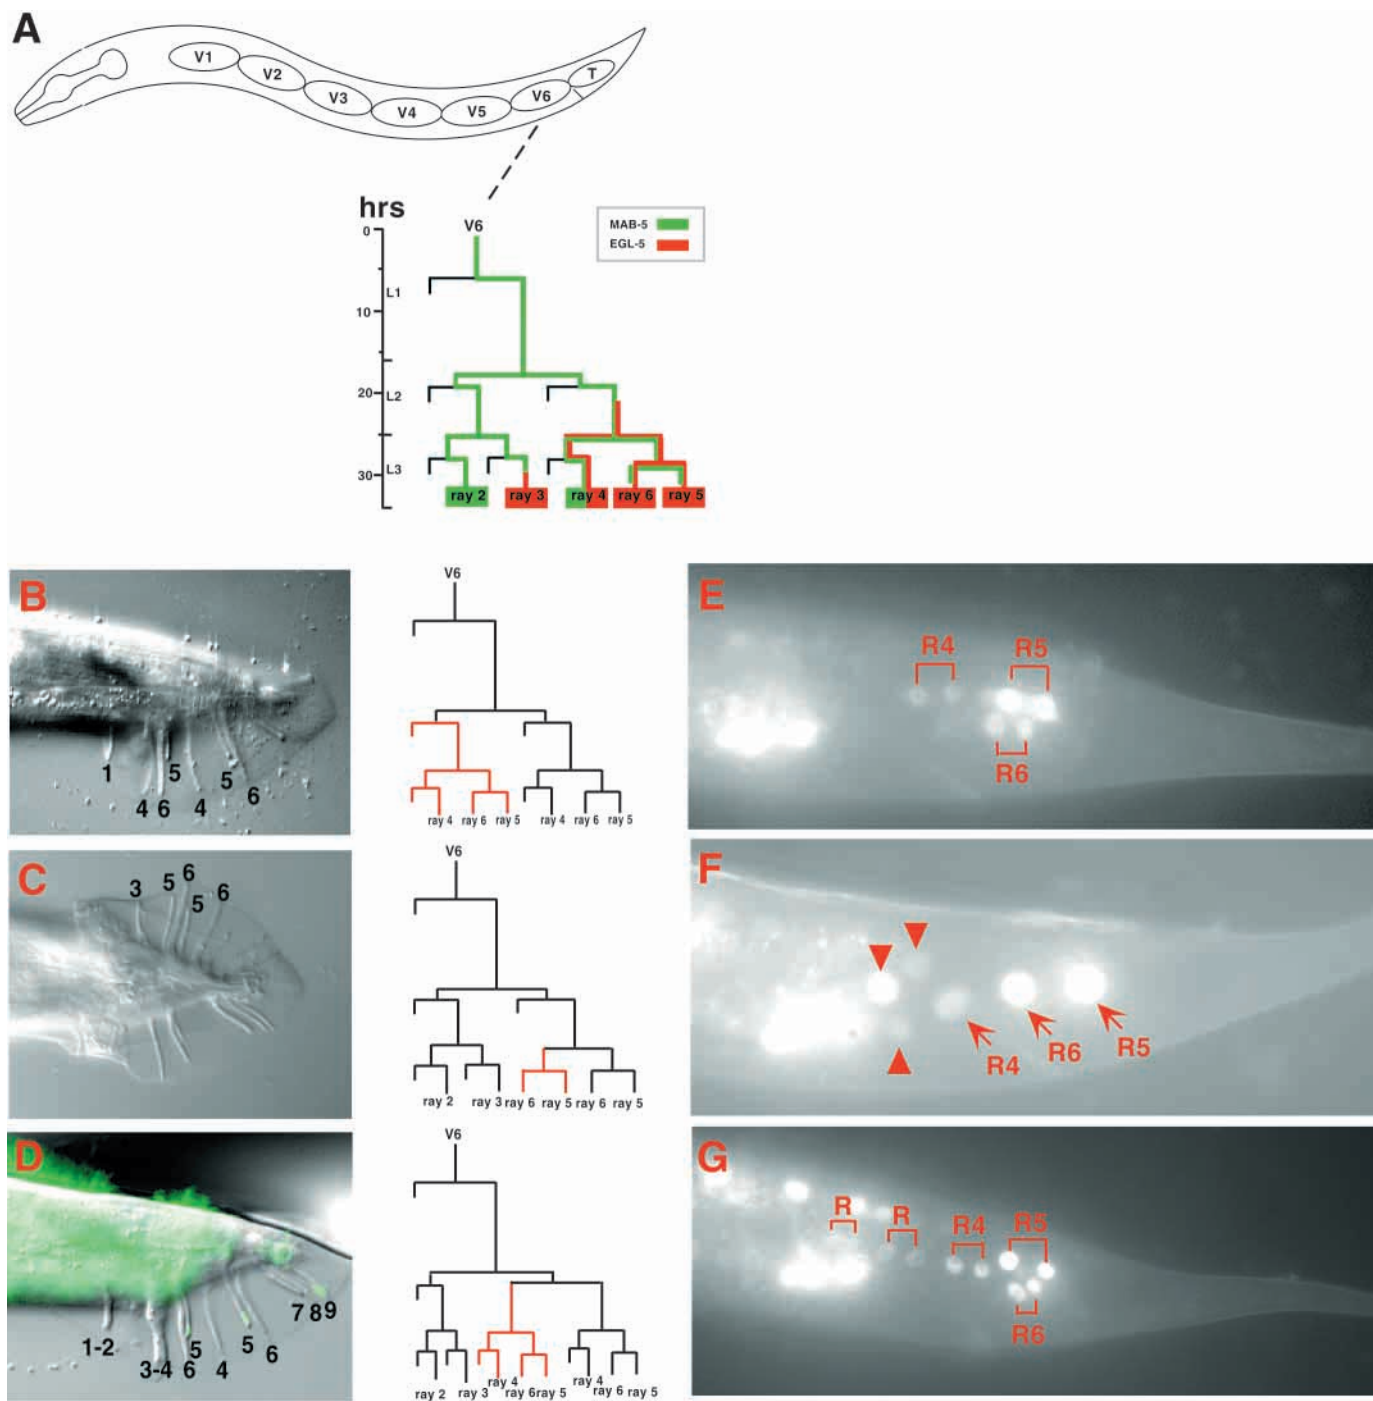 A
V1 V2 V3 V4 V5 V6 T
hrs
V6
MAB-5
EGL-5
0
L1
10
20
L2
L3
30
ray 2 ray 3 ray 4 ray 6 ray 5
B
1 4 6 5 4 5 6
V6
ray 4 ray 6 ray 5 ray 4 ray 6 ray 5
E
R4 R5
R6
C
3 5 6 5 6
V6
ray 2 ray 3 ray 6 ray 5 ray 6 ray 5
F
R4 R6 R5
D
1-2 3-4 6 5 4 5 6 7 8 9
V6
ray 2 ray 3 ray 4 ray 6 ray 5 ray 4 ray 6 ray 5
G
R R R4 R5
R6